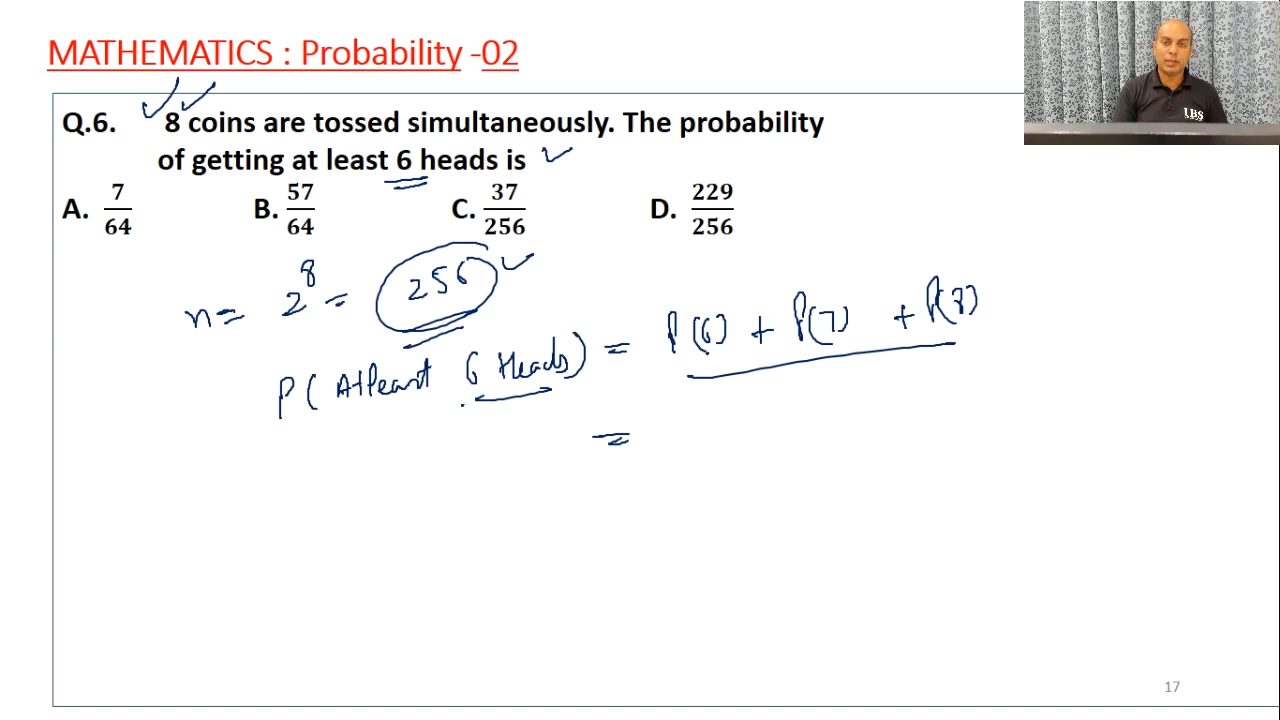 MATHEMATICS : Probability -02
Q.6. 8 coins are tossed simultaneously. The probability
of getting at least 6 heads is
A. 7/64 B. 57/64 C. 37/256 D. 229/256
n = 2^8 = 256
P( Atleast 6 Heads) = P(6) + P(7) + P(8)
=
IBS
17